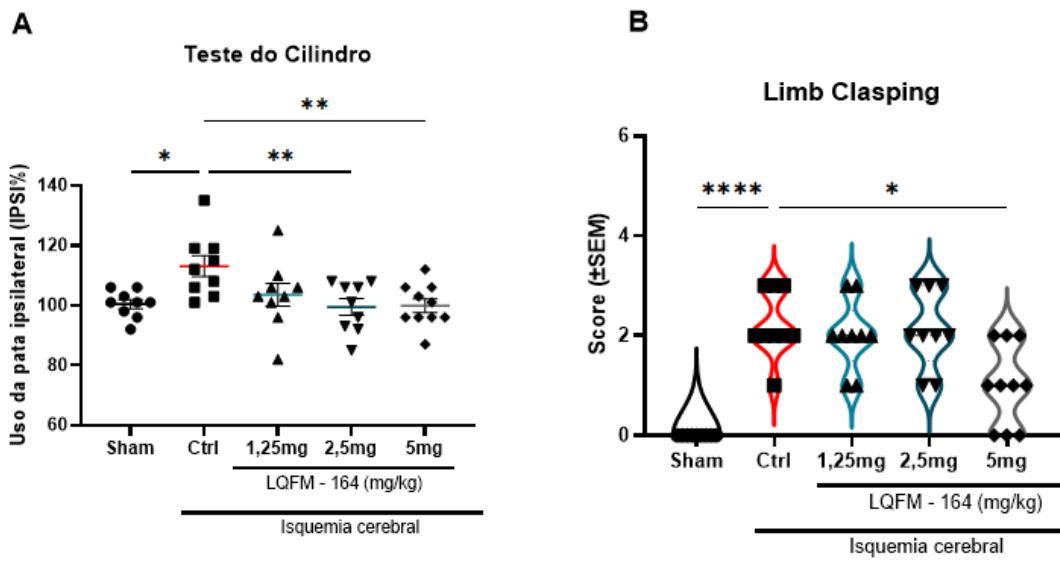 A
Teste do Cilindro
**
*
**
Uso da pata ipsilateral (IPSI%)
140
120
100
80
60
Sham
Ctrl
1,25mg
2,5mg
5mg
LQFM - 164 (mg/kg)
Isquemia cerebral
B
Limb Clasping
****
*
Score (±SEM)
6
4
2
0
Sham
Ctrl
1,25mg
2,5mg
5mg
LQFM - 164 (mg/kg)
Isquemia cerebral